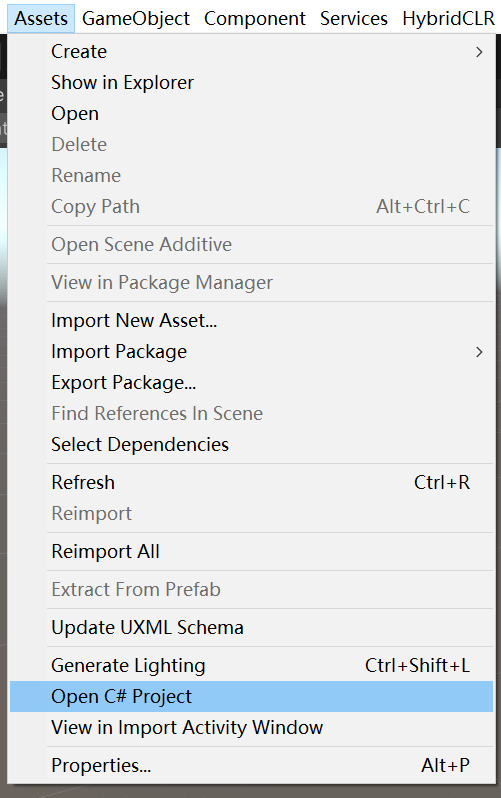 Assets GameObject Component Services HybridCLR
Create
Show in Explorer
Open
Delete
Rename
Copy Path Alt+Ctrl+C
Open Scene Additive
View in Package Manager
Import New Asset...
Import Package
Export Package...
Find References In Scene
Select Dependencies
Refresh Ctrl+R
Reimport
Reimport All
Extract From Prefab
Update UXML Schema
Generate Lighting Ctrl+Shift+L
Open C# Project
View in Import Activity Window
Properties... Alt+P